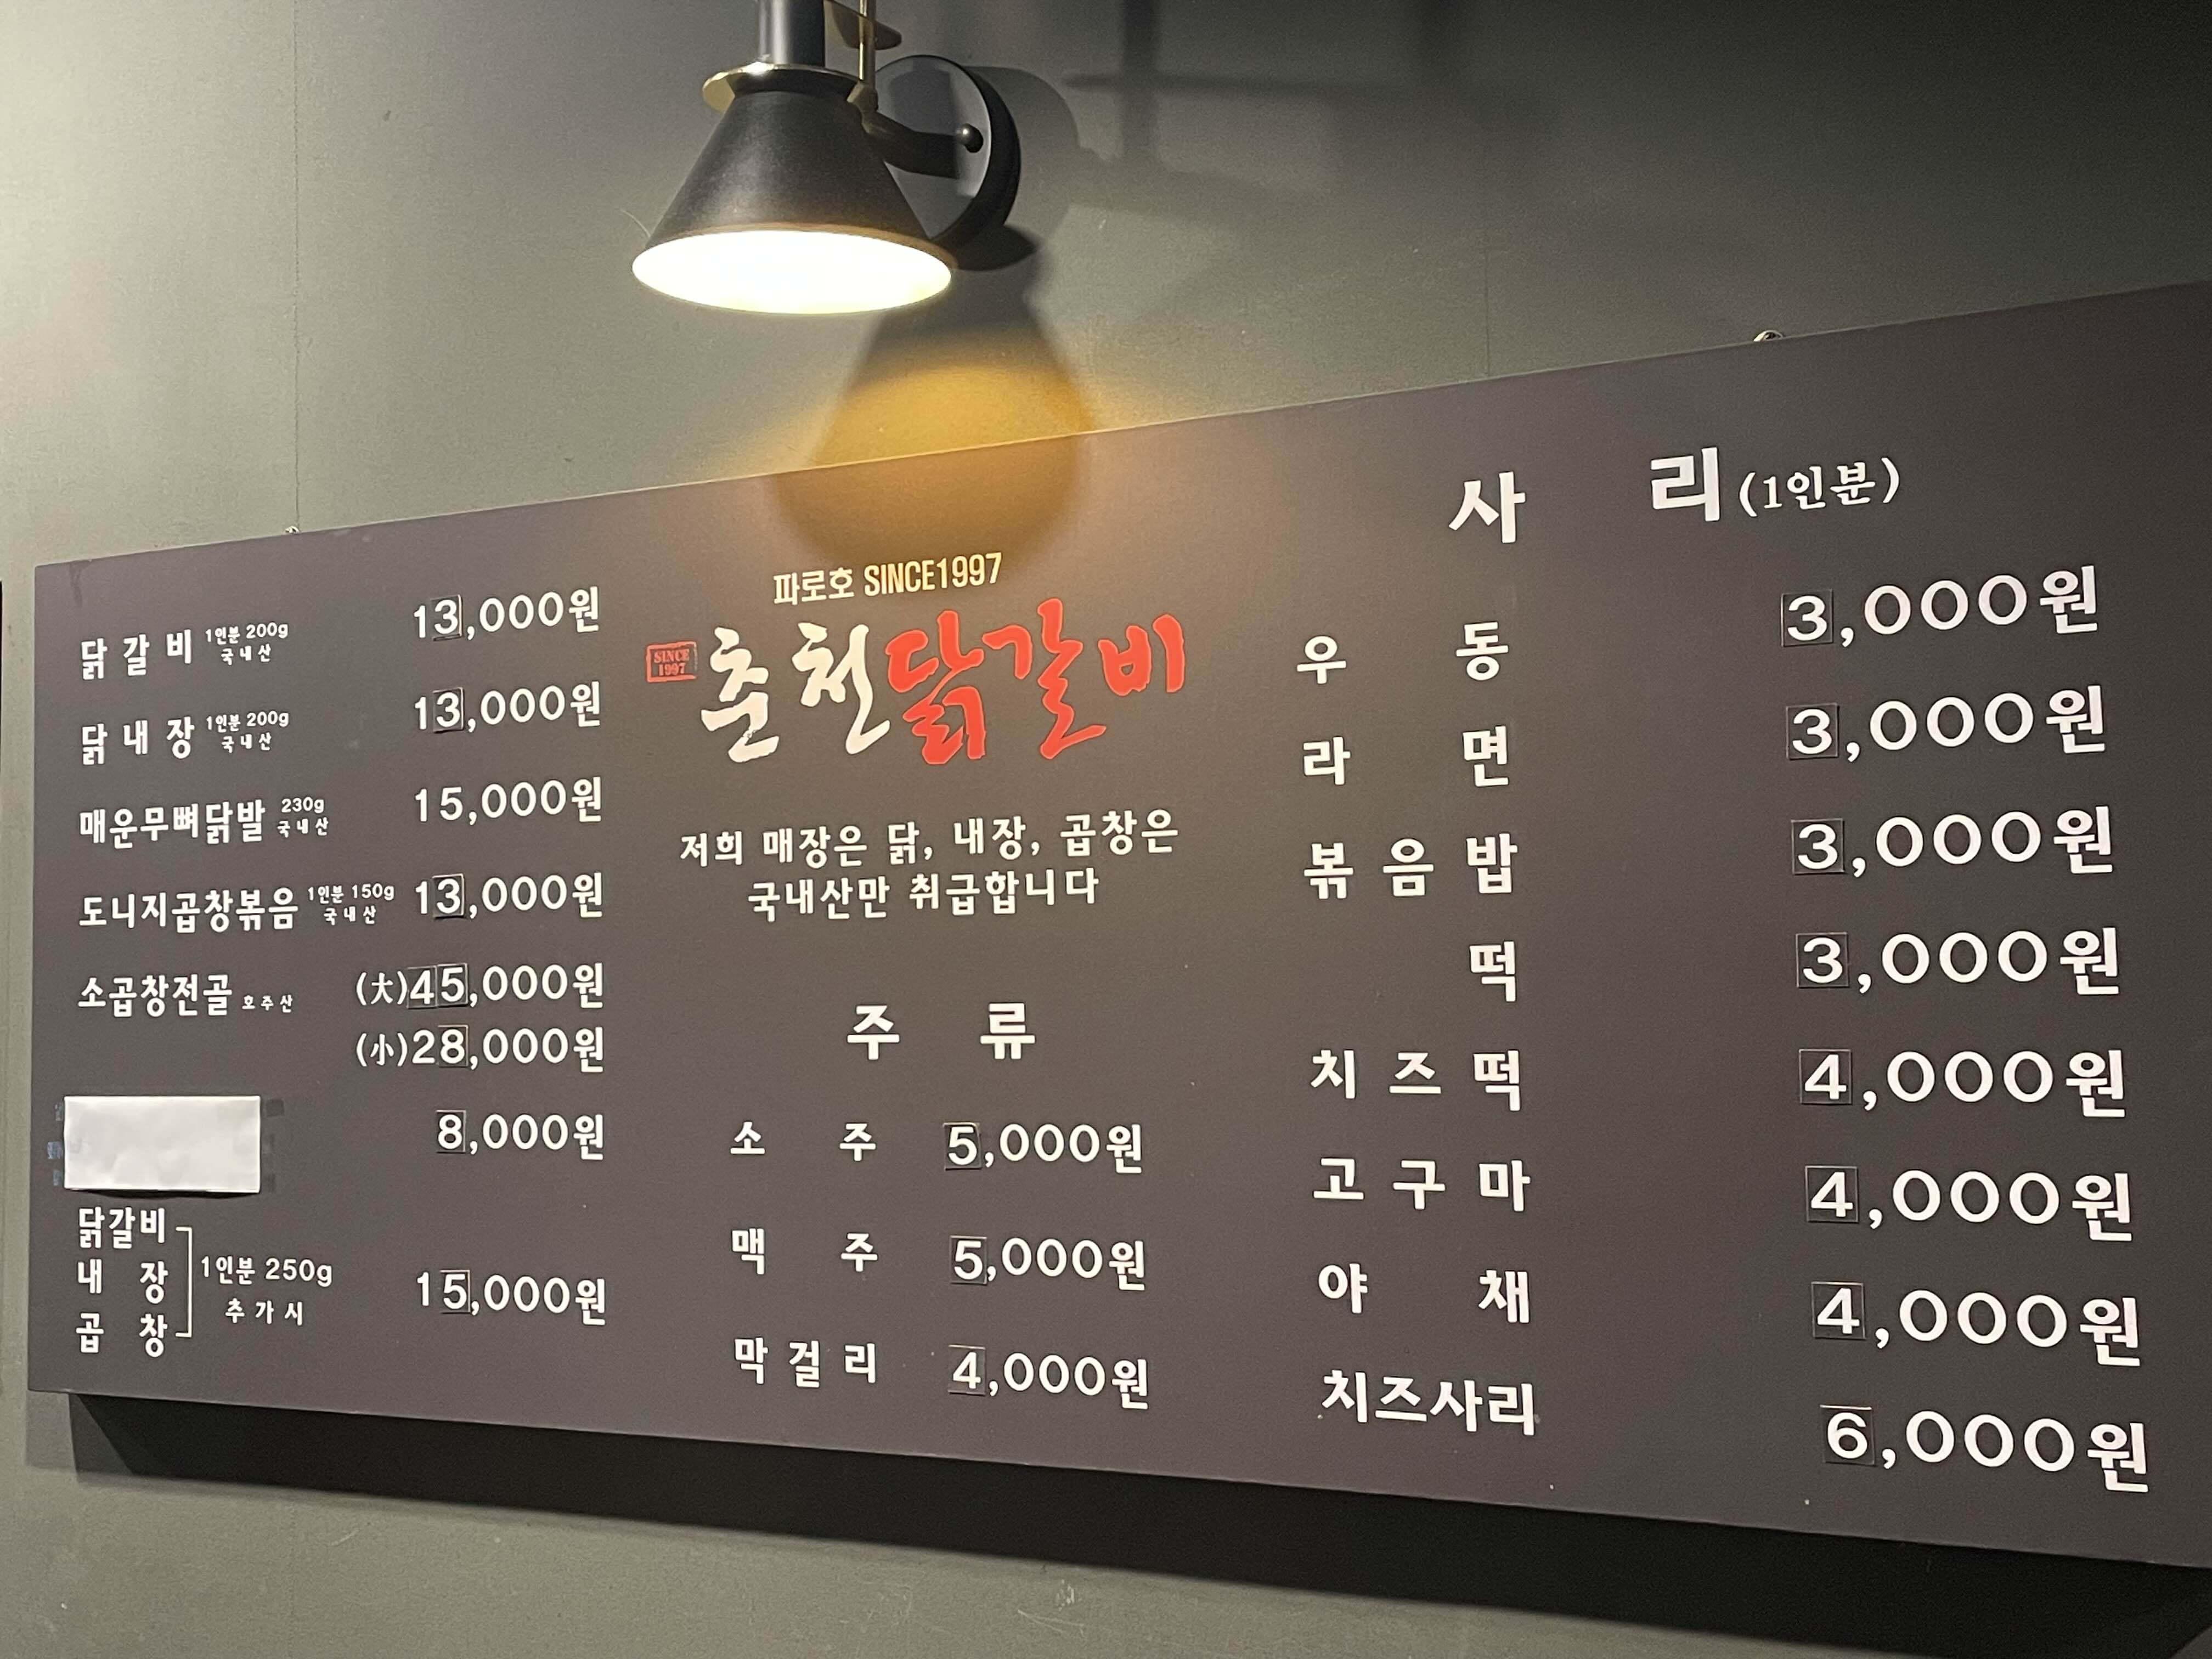 닭갈비 1인분 200g 국내산 13,000원
닭내장 1인분 200g 국내산 13,000원
매운무뼈닭발 230g 국내산 15,000원
도니지곱창볶음 1인분 150g 국내산 13,000원
소곱창전골 호주산 (大)45,000원
(小)28,000원
8,000원
닭갈비
내장
곱창
1인분 250g
추가시
15,000원
파로호 SINCE1997
SINCE
1997
춘천닭갈비
저희 매장은 닭, 내장, 곱창은
국내산만 취급합니다
주류
소주 5,000원
맥주 5,000원
막걸리 4,000원
사리(1인분)
우동 3,000원
라면 3,000원
볶음밥 3,000원
떡 3,000원
치즈떡 4,000원
고구마 4,000원
야채 4,000원
치즈사리 6,000원